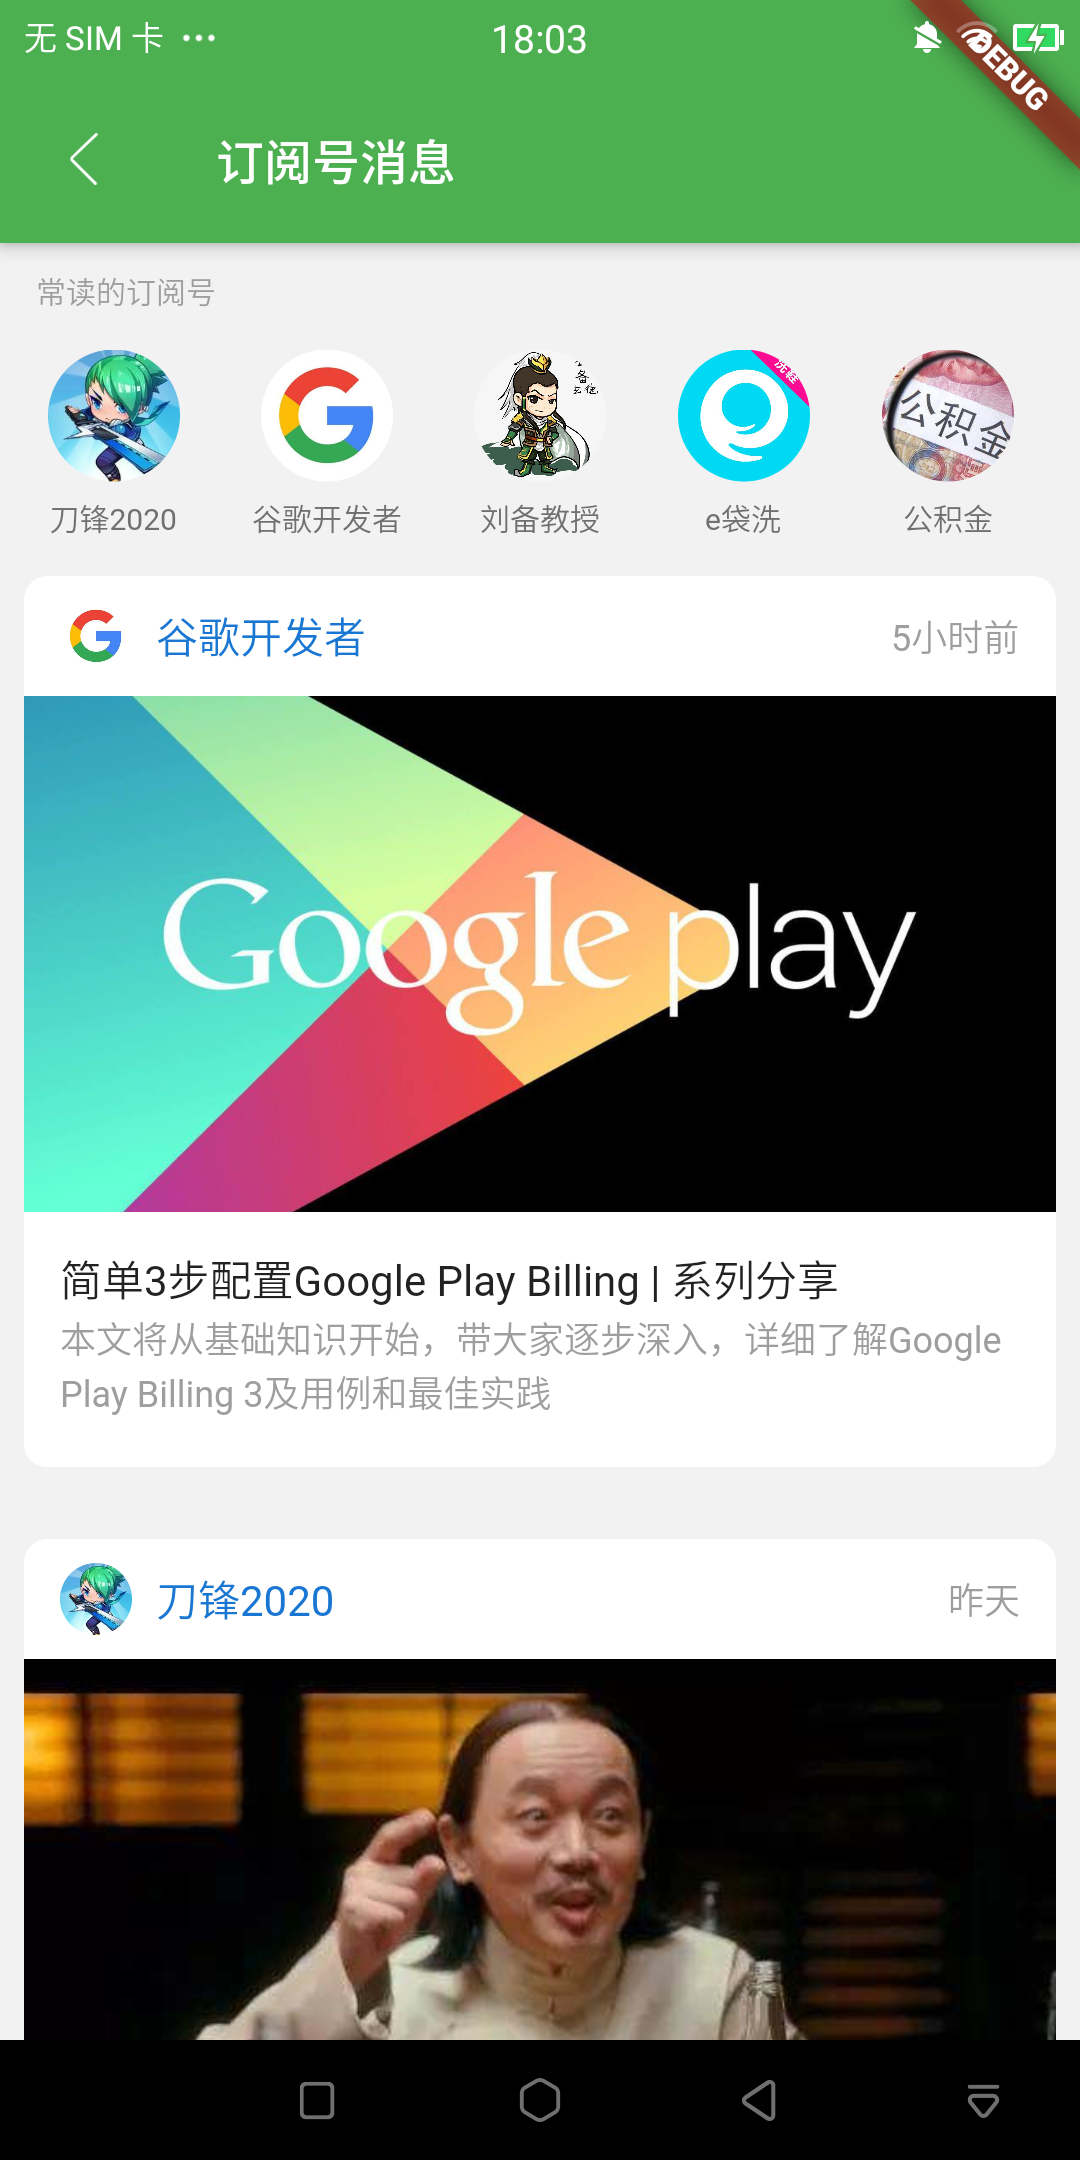 无 SIM 卡 ...
18:03
DEBUG
订阅号消息
常读的订阅号
洗鞋
公积金
刀锋2020
谷歌开发者
刘备教授
e袋洗
公积金
谷歌开发者
5小时前
Google play
简单3步配置Google Play Billing | 系列分享
本文将从基础知识开始，带大家逐步深入，详细了解Google
Play Billing 3及用例和最佳实践
刀锋2020
昨天